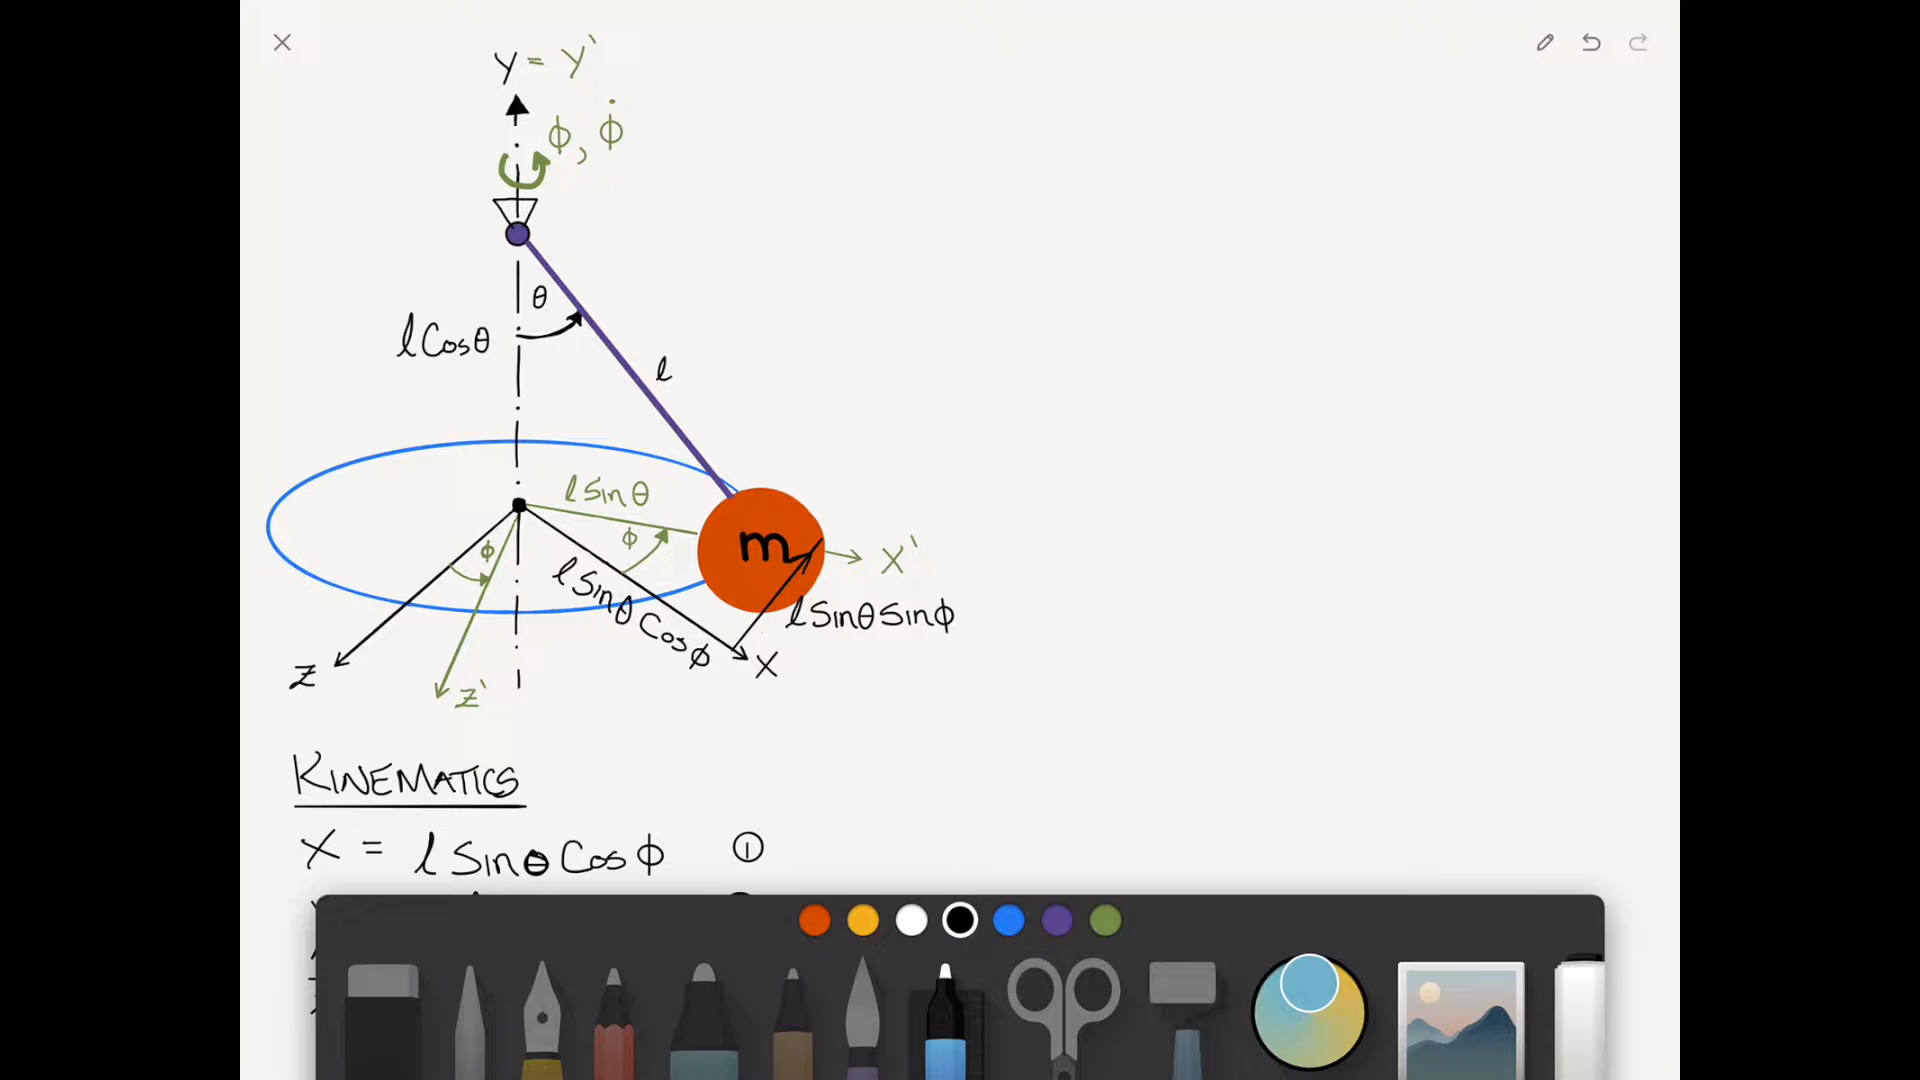 Y = Y`
ϕ, ϕ̇
θ
l Cosθ
l
l Sinθ
ϕ
ϕ
m
X'
l Sinθ Cosϕ
l Sinθ Sinϕ
X
Z
Z'
KINEMATICS
X = l Sinθ Cosϕ ①